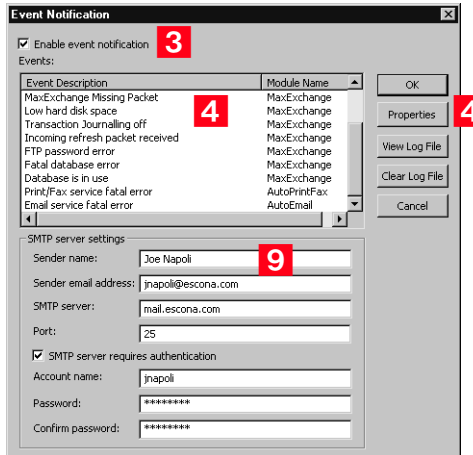 Event Notification
Enable event notification 3
Events:
Event Description Module Name
MaxExchange Missing Packet MaxExchange
Low hard disk space MaxExchange
Transaction Journalling off MaxExchange
Incoming refresh packet received MaxExchange
FTP password error MaxExchange
Fatal database error MaxExchange
Database is in use MaxExchange
Print/Fax service fatal error AutoPrintFax
Email service fatal error AutoEmail
4
OK
Properties 4
View Log File
Clear Log File
Cancel
SMTP server settings
Sender name: Joe Napoli 9
Sender email address: jnapoli@escona.com
SMTP server: mail.escona.com
Port: 25
SMTP server requires authentication
Account name: jnapoli
Password: ********
Confirm password: ********